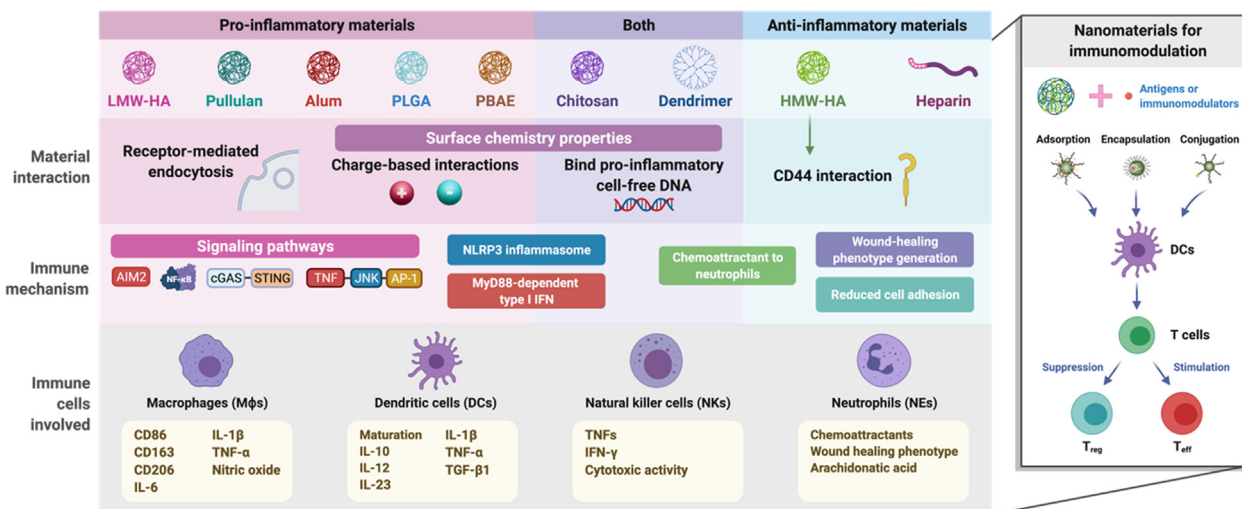 Pro-inflammatory materials
Both
Anti-inflammatory materials
LMW-HA
Pullulan
Alum
PLGA
PBAE
Chitosan
Dendrimer
HMW-HA
Heparin
Material
interaction
Receptor-mediated
endocytosis
Surface chemistry properties
Charge-based interactions
+
-
Bind pro-inflammatory
cell-free DNA
CD44 interaction
Immune
mechanism
Signaling pathways
AIM2
NF-κB
cGAS
STING
TNF
JNK
AP-1
NLRP3 inflammasome
MyD88-dependent
type I IFN
Chemoattractant to
neutrophils
Wound-healing
phenotype generation
Reduced cell adhesion
Immune
cells
involved
Macrophages (Mφs)
CD86
CD163
CD206
IL-6
IL-1β
TNF-α
Nitric oxide
Dendritic cells (DCs)
Maturation
IL-10
IL-12
IL-23
IL-1β
TNF-α
TGF-β1
Natural killer cells (NKs)
TNFs
IFN-γ
Cytotoxic activity
Neutrophils (NEs)
Chemoattractants
Wound healing phenotype
Arachidonic acid
Nanomaterials for
immunomodulation
Antigens or
immunomodulators
Adsorption
Encapsulation
Conjugation
DCs
T cells
Suppression
Stimulation
Treg
Teff